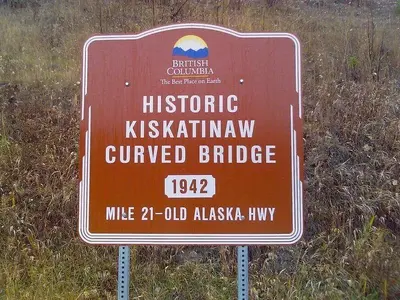 BRITISH
COLUMBIA
The Best Place on Earth
HISTORIC
KISKATINAW
CURVED BRIDGE
1942
MILE 21-OLD ALASKA HWY